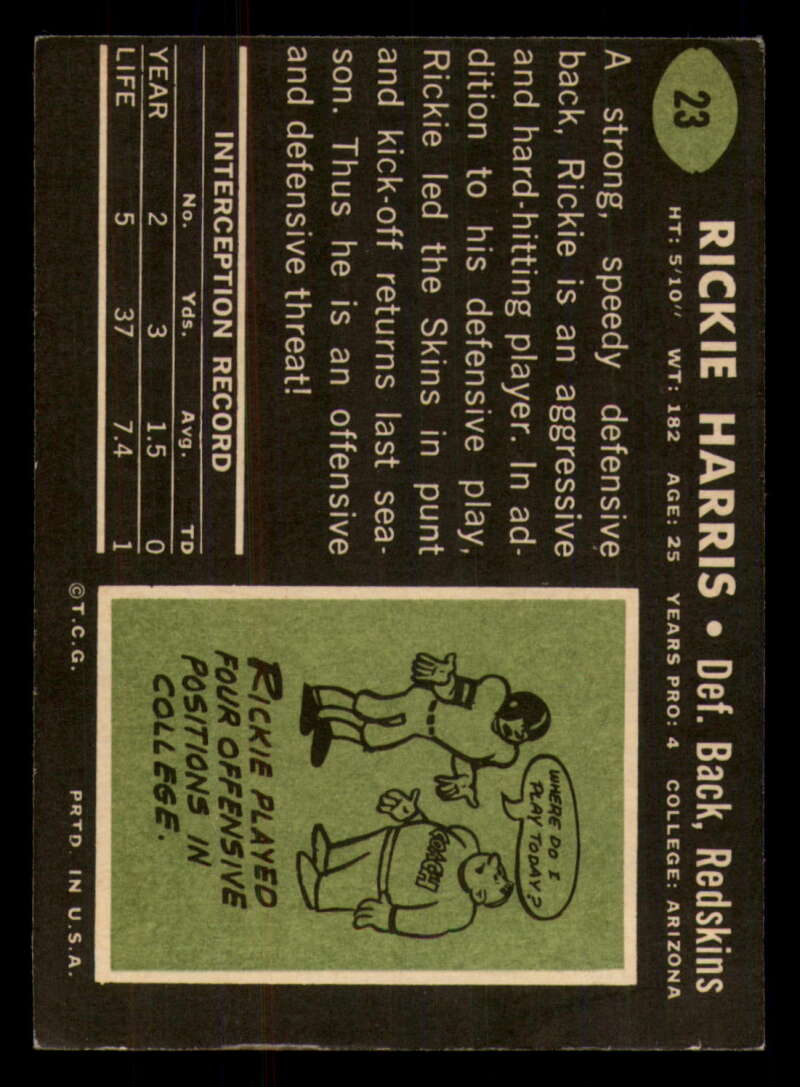 23
RICKIE HARRIS • Def. Back, Redskins
HT: 5'10" WT: 182 AGE: 25 YEARS PRO: 4 COLLEGE: ARIZONA
A strong, speedy defensive
back, Rickie is an aggressive
and hard-hitting player. In ad-
dition to his defensive play,
Rickie led the Skins in punt
and kick-off returns last sea-
son. Thus he is an offensive
and defensive threat!
INTERCEPTION RECORD
No. Yds. Avg. TD
YEAR 2 3 1.5 0
LIFE 5 37 7.4 1
WHERE DO I
PLAY TODAY?
COACH
RICKIE PLAYED
FOUR OFFENSIVE
POSITIONS IN
COLLEGE.
©T.C.G. PRTD. IN U.S.A.